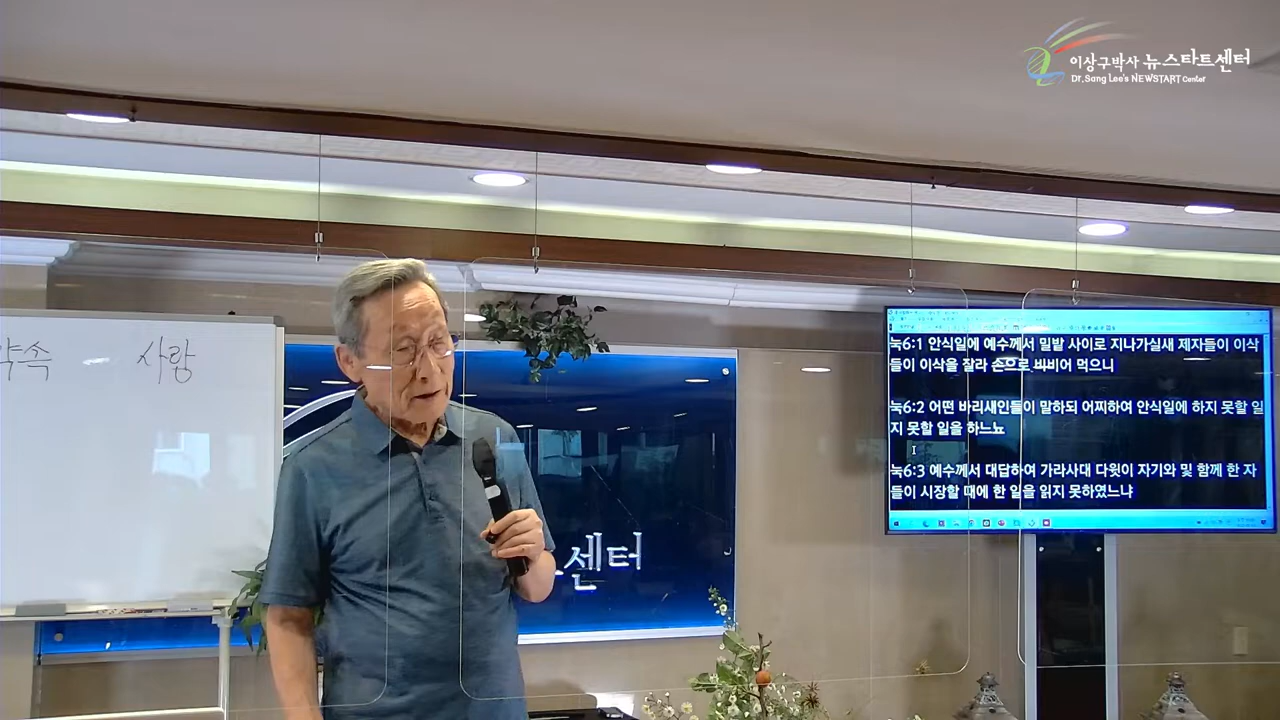 이상구박사 뉴스타트센터
Dr. Sang Lee's NEWSTART Center
약속 사랑
센터
눅6:1 안식일에 예수께서 밀밭 사이로 지나가실새 제자들이 이삭
들이 이삭을 잘라 손으로 비비어 먹으니
눅6:2 어떤 바리새인들이 말하되 어찌하여 안식일에 하지 못할 일
지 못할 일을 하느뇨
눅6:3 예수께서 대답하여 가라사대 다윗이 자기와 및 함께 한 자
들이 시장할 때에 한 일을 읽지 못하였느냐